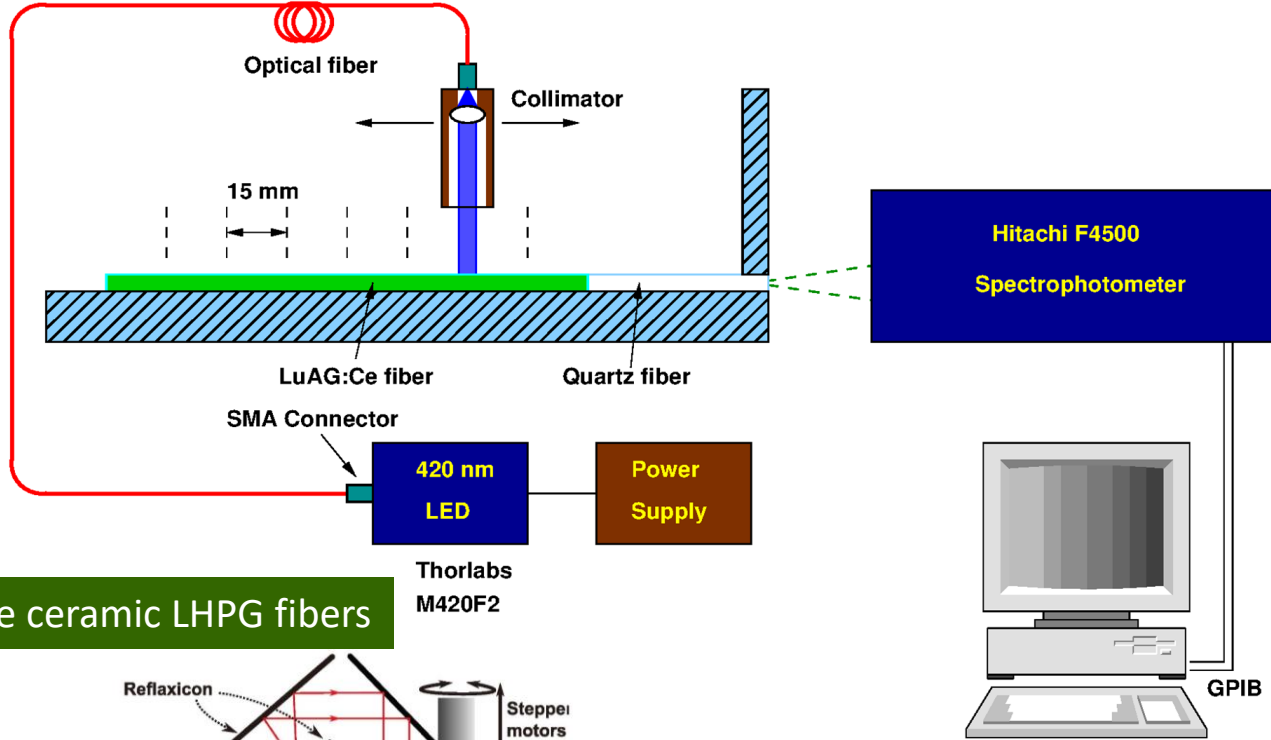 Optical fiber
Collimator
15 mm
Hitachi F4500
Spectrophotometer
LuAG:Ce fiber
Quartz fiber
SMA Connector
420 nm
LED
Power
Supply
Thorlabs
M420F2
ceramic LHPG fibers
Reflaxicon
motors
GPIB